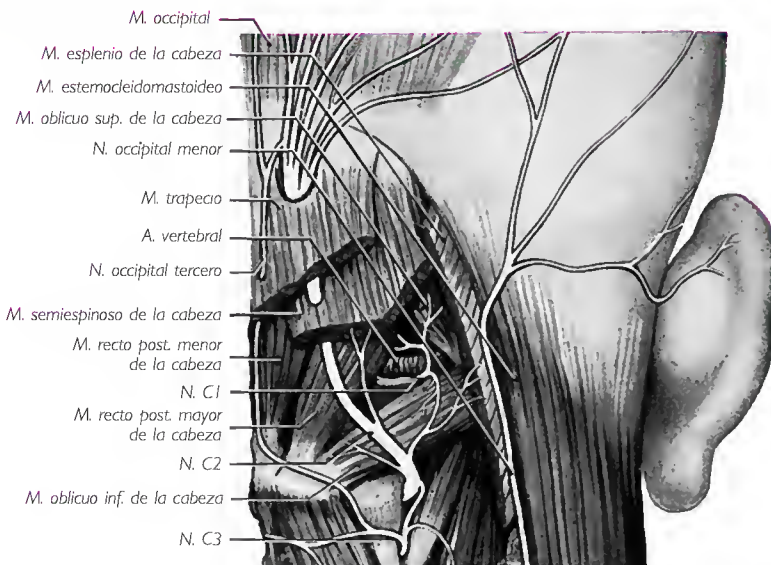 M. occipital
M. esplenio de la cabeza
M. esternocleidomastoideo
M. oblicuo sup. de la cabeza
N. occipital menor
M. trapecio
A. vertebral
N. occipital tercero
M. semiespinoso de la cabeza
M. recto post. menor
de la cabeza
N. C1
M. recto post. mayor
de la cabeza
N. C2
M. oblicuo inf. de la cabeza
N. C3